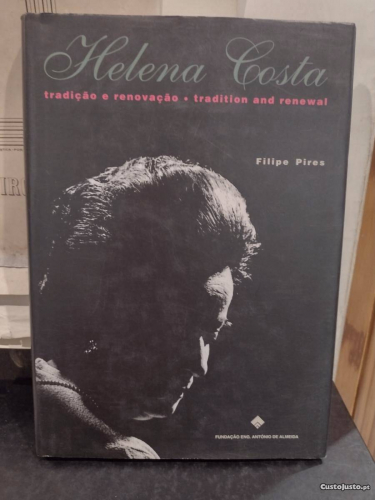 Helena Costa
tradição e renovação • tradition and renewal
Filipe Pires
FUNDAÇÃO ENG. ANTÓNIO DE ALMEIDA
CustoJusto.pt